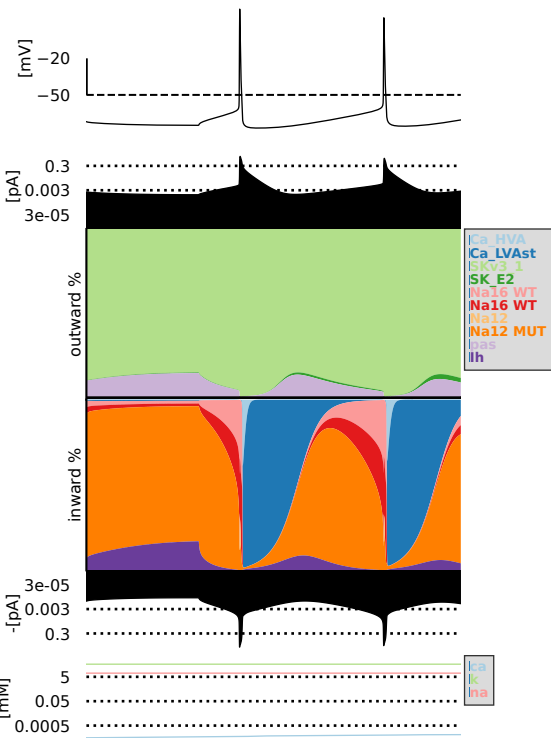 [mV]
−20
−50
[pA]
0.3
0.003
3e-05
outward %
Ca_HVA
Ca_LVAst
SKv3_1
SK_E2
Na16 WT
Na16 WT
Na12
Na12 MUT
pas
Ih
inward %
-[pA]
3e-05
0.003
0.3
[mM]
5
0.05
0.0005
ca
k
na